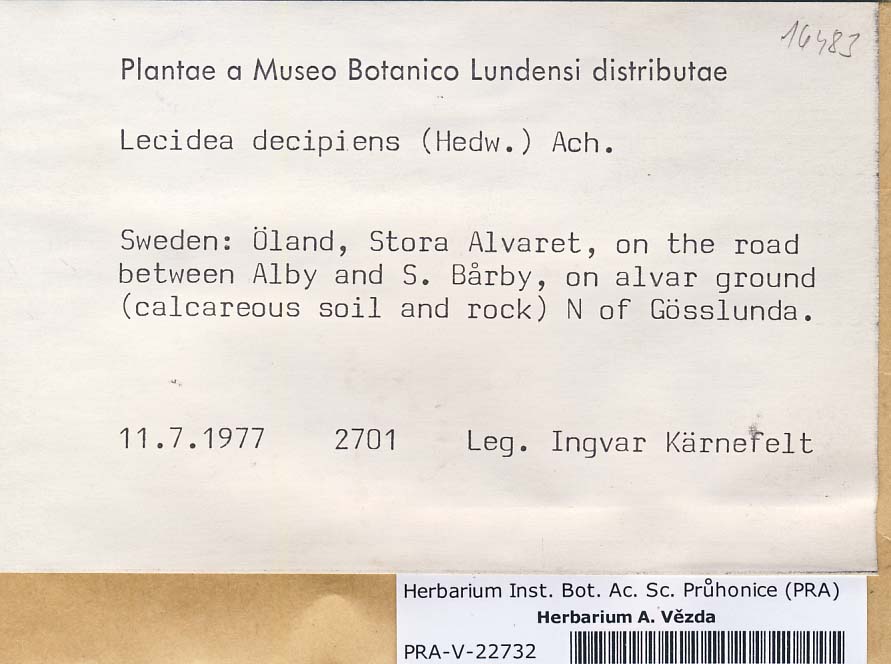 16483
Plantae a Museo Botanico Lundensi distributae
Lecidea decipiens (Hedw.) Ach.
Sweden: Öland, Stora Alvaret, on the road
between Alby and S. Bårby, on alvar ground
(calcareous soil and rock) N of Gösslunda.
11.7.1977 2701 Leg. Ingvar Kärnefelt
Herbarium Inst. Bot. Ac. Sc. Průhonice (PRA)
Herbarium A. Vězda
PRA-V-22732